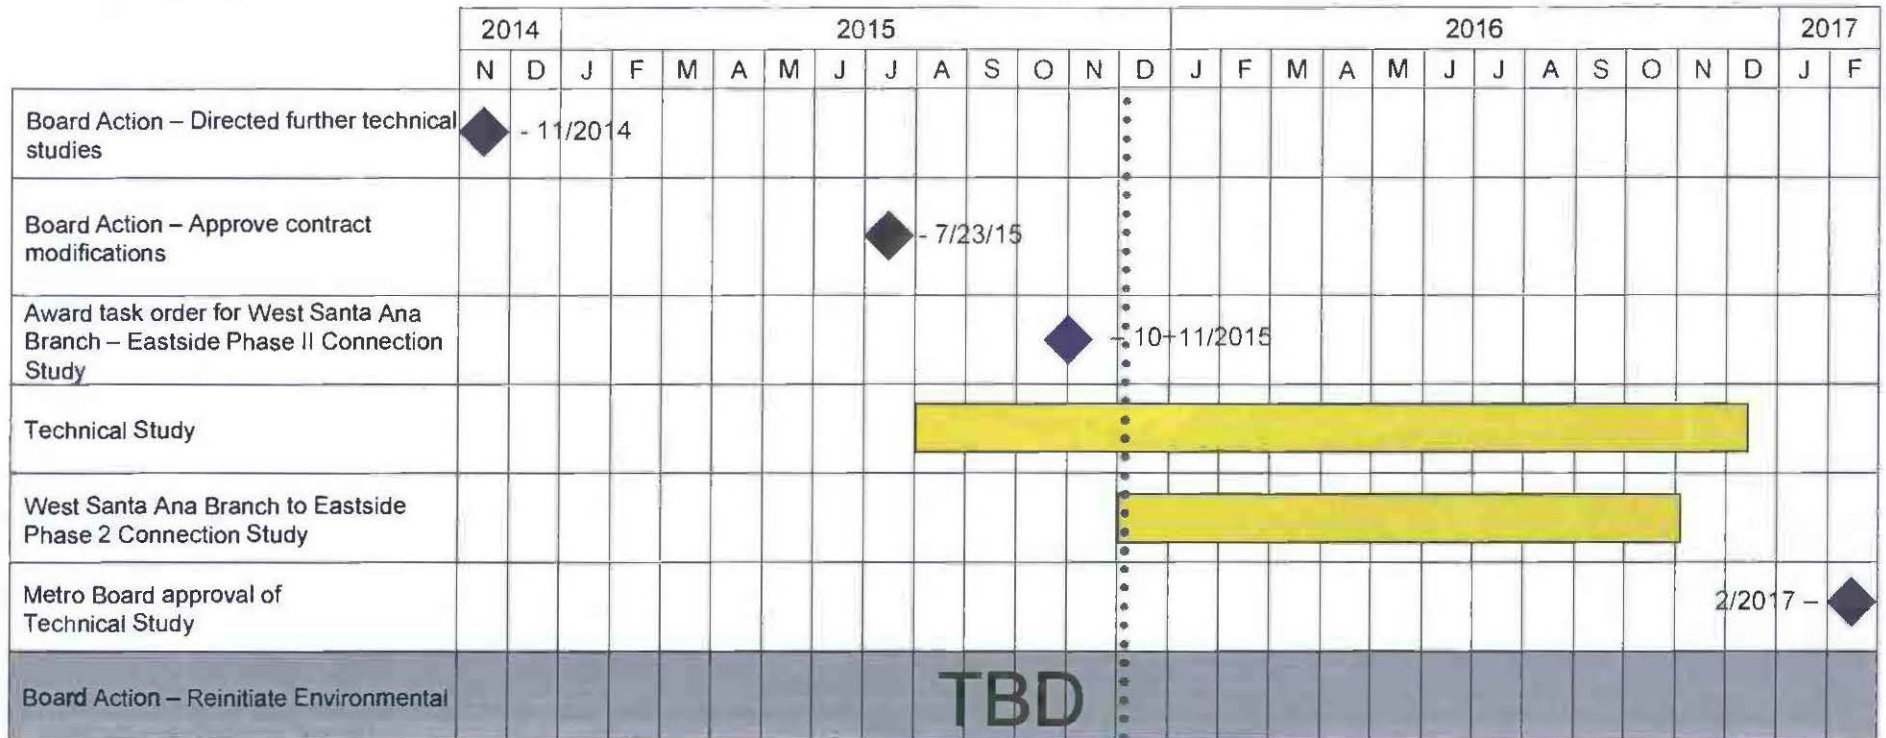 2014 2015 2016 2017
N D J F M A M J J A S O N D J F M A M J J A S O N D J F
Board Action – Directed further technical
studies
- 11/2014
Board Action – Approve contract
modifications
- 7/23/15
Award task order for West Santa Ana
Branch – Eastside Phase II Connection
Study
– 10+11/2015
Technical Study
West Santa Ana Branch to Eastside
Phase 2 Connection Study
Metro Board approval of
Technical Study
2/2017 –
Board Action – Reinitiate Environmental
TBD